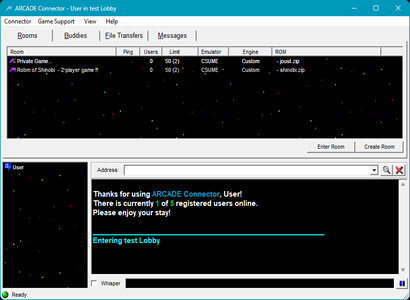 ARCADE Connector - User in test Lobby
Connector Game Support View Help
Rooms Buddies File Transfers Messages
Room Ping Users Limit Emulator Engine ROM
Private Game... 0 50 (2) CSUME Custom - joust.zip
Robm of Shinobi - 2 player game !! 0 50 (2) CSUME Custom - shinobi.zip
Enter Room Create Room
User
Address:
Thanks for using ARCADE Connector, User!
There is currently 1 of 5 registered users online.
Please enjoy your stay!
Entering test Lobby
Whisper
Ready.